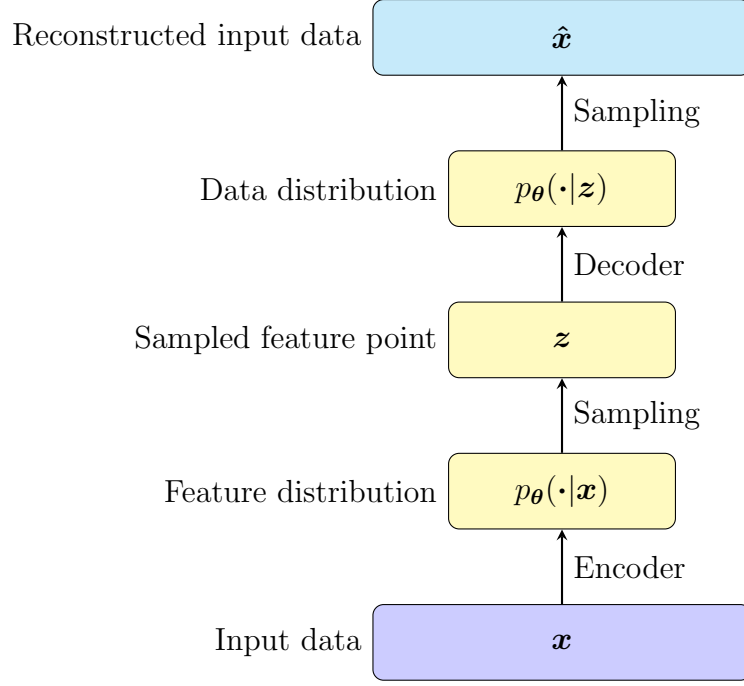 Reconstructed input data
x̂
Sampling
Data distribution
p_θ(·|z)
Decoder
Sampled feature point
z
Sampling
Feature distribution
p_θ(·|x)
Encoder
Input data
x